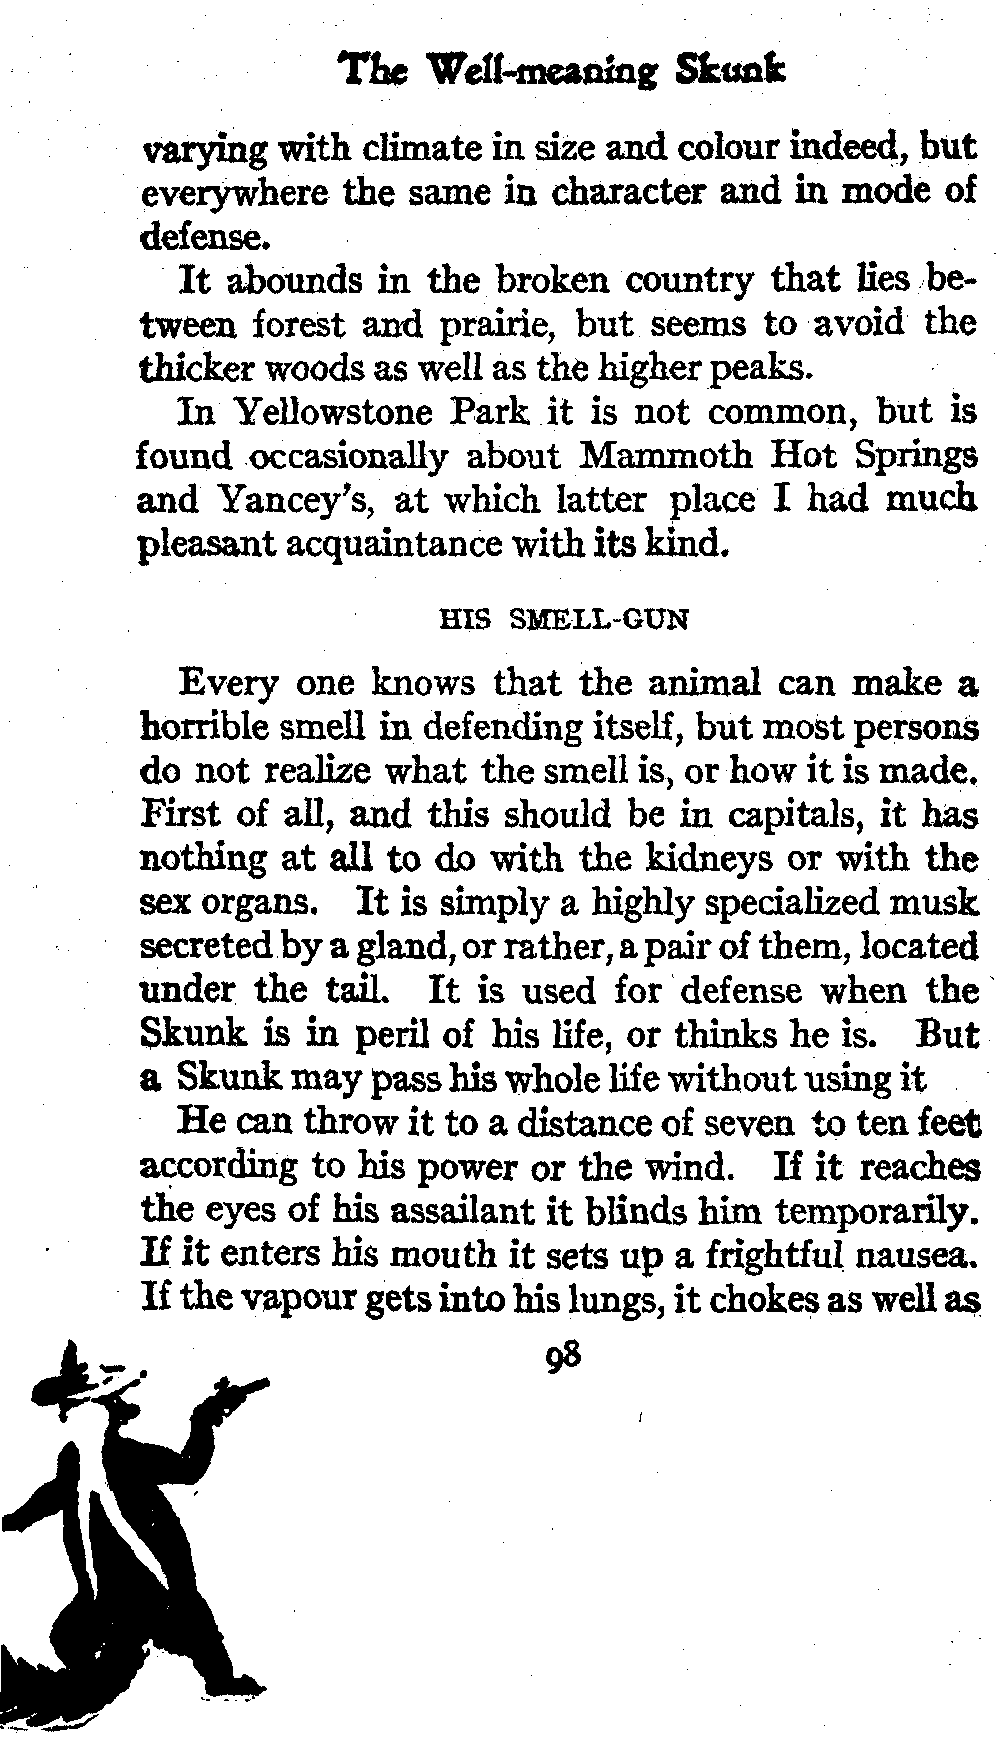 The Well-meaning Skunk
varying with climate in size and colour indeed, but
everywhere the same in character and in mode of
defense.
It abounds in the broken country that lies be-
tween forest and prairie, but seems to avoid the
thicker woods as well as the higher peaks.
In Yellowstone Park it is not common, but is
found occasionally about Mammoth Hot Springs
and Yancey's, at which latter place I had much
pleasant acquaintance with its kind.
HIS SMELL-GUN
Every one knows that the animal can make a
horrible smell in defending itself, but most persons
do not realize what the smell is, or how it is made.
First of all, and this should be in capitals, it has
nothing at all to do with the kidneys or with the
sex organs. It is simply a highly specialized musk
secreted by a gland, or rather, a pair of them, located
under the tail. It is used for defense when the
Skunk is in peril of his life, or thinks he is. But
a Skunk may pass his whole life without using it
He can throw it to a distance of seven to ten feet
according to his power or the wind. If it reaches
the eyes of his assailant it blinds him temporarily.
If it enters his mouth it sets up a frightful nausea.
If the vapour gets into his lungs, it chokes as well as
98